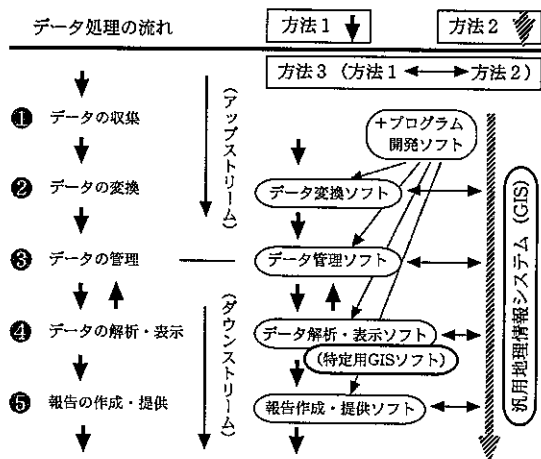 データ処理の流れ
方法1
方法2
方法3 (方法1 方法2)
❶ データの収集
❷ データの変換
❸ データの管理
❹ データの解析・表示
❺ 報告の作成・提供
(アップストリーム)
(ダウンストリーム)
+プログラム
開発ソフト
データ変換ソフト
データ管理ソフト
データ解析・表示ソフト
(特定用GISソフト)
報告作成・提供ソフト
汎用地理情報システム (GIS)